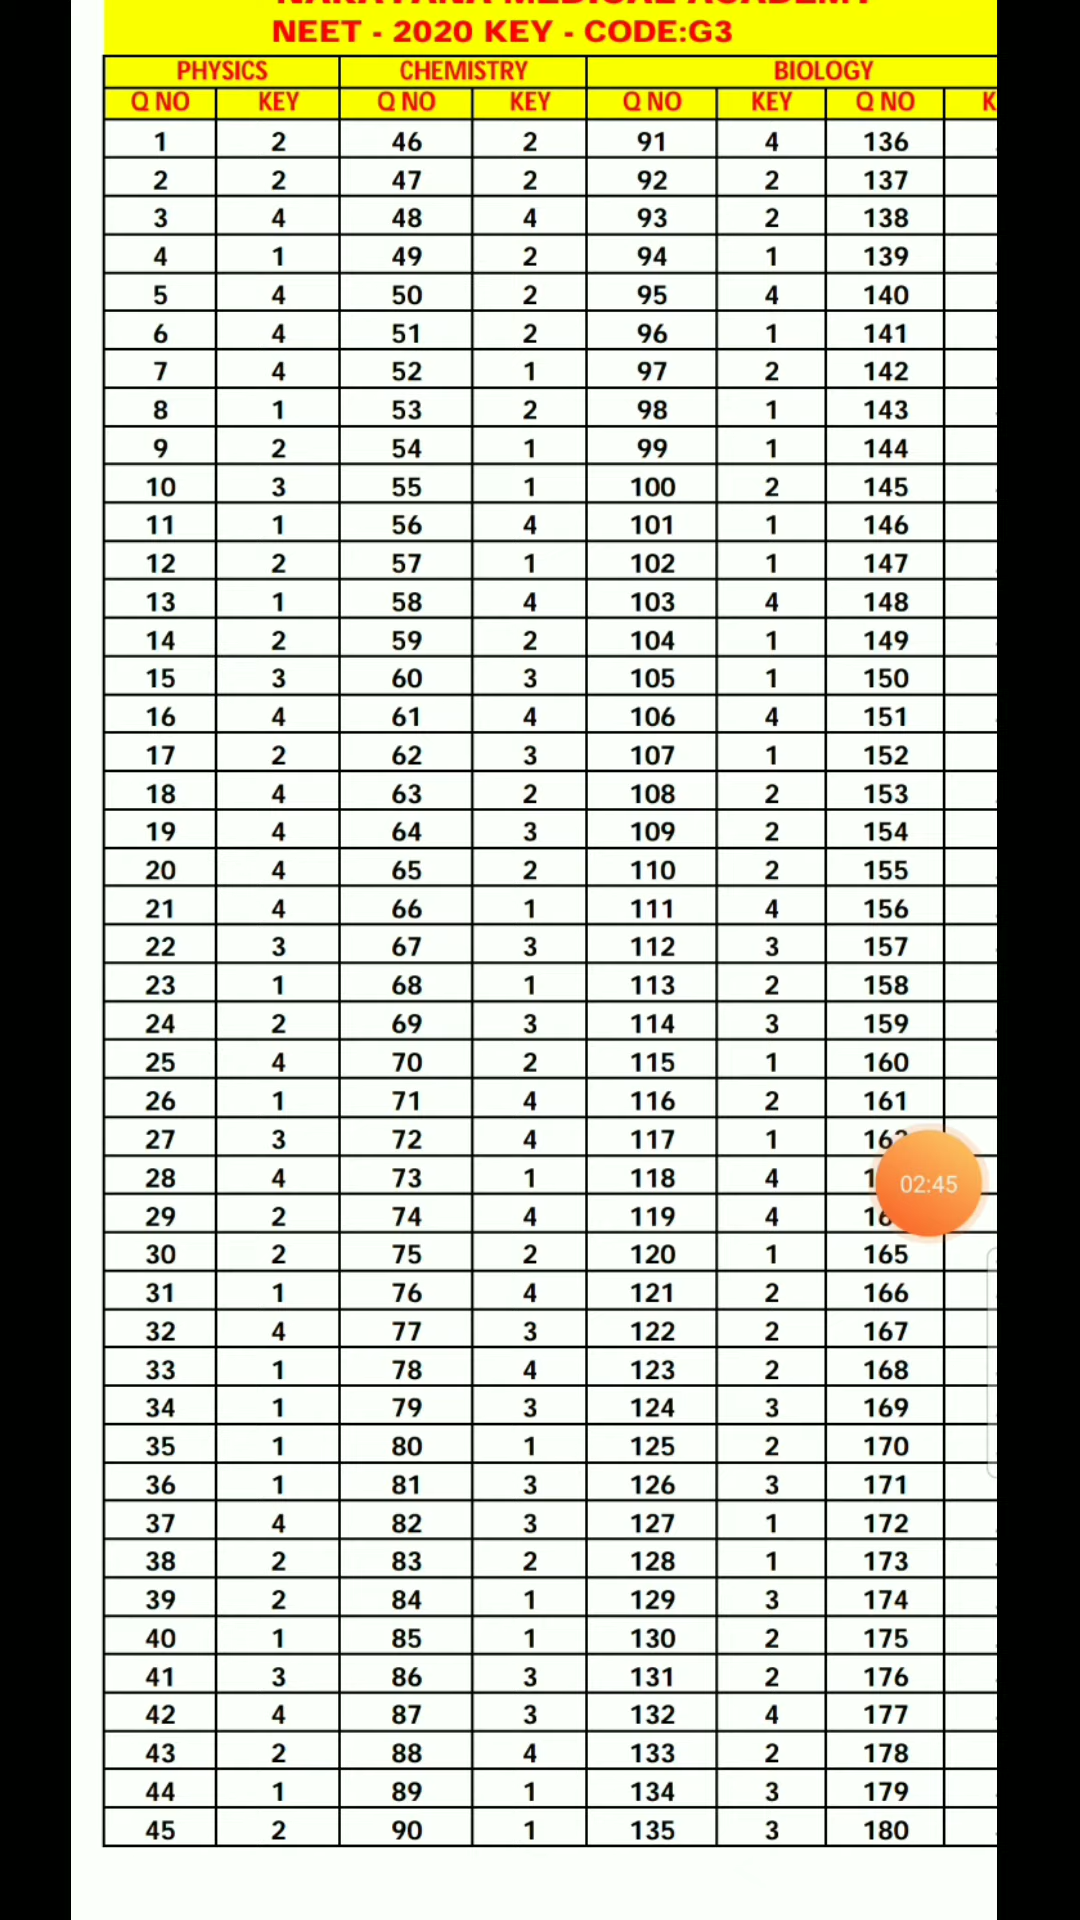 NARAYANA MEDICAL ACADEMY
NEET - 2020 KEY - CODE:G3
PHYSICS CHEMISTRY BIOLOGY
Q NO KEY Q NO KEY Q NO KEY Q NO
1 2 46 2 91 4 136
2 2 47 2 92 2 137
3 4 48 4 93 2 138
4 1 49 2 94 1 139
5 4 50 2 95 4 140
6 4 51 2 96 1 141
7 4 52 1 97 2 142
8 1 53 2 98 1 143
9 2 54 1 99 1 144
10 3 55 1 100 2 145
11 1 56 4 101 1 146
12 2 57 1 102 1 147
13 1 58 4 103 4 148
14 2 59 2 104 1 149
15 3 60 3 105 1 150
16 4 61 4 106 4 151
17 2 62 3 107 1 152
18 4 63 2 108 2 153
19 4 64 3 109 2 154
20 4 65 2 110 2 155
21 4 66 1 111 4 156
22 3 67 3 112 3 157
23 1 68 1 113 2 158
24 2 69 3 114 3 159
25 4 70 2 115 1 160
26 1 71 4 116 2 161
27 3 72 4 117 1
28 4 73 1 118 4
02:45
29 2 74 4 119 4
30 2 75 2 120 1 165
31 1 76 4 121 2 166
32 4 77 3 122 2 167
33 1 78 4 123 2 168
34 1 79 3 124 3 169
35 1 80 1 125 2 170
36 1 81 3 126 3 171
37 4 82 3 127 1 172
38 2 83 2 128 1 173
39 2 84 1 129 3 174
40 1 85 1 130 2 175
41 3 86 3 131 2 176
42 4 87 3 132 4 177
43 2 88 4 133 2 178
44 1 89 1 134 3 179
45 2 90 1 135 3 180